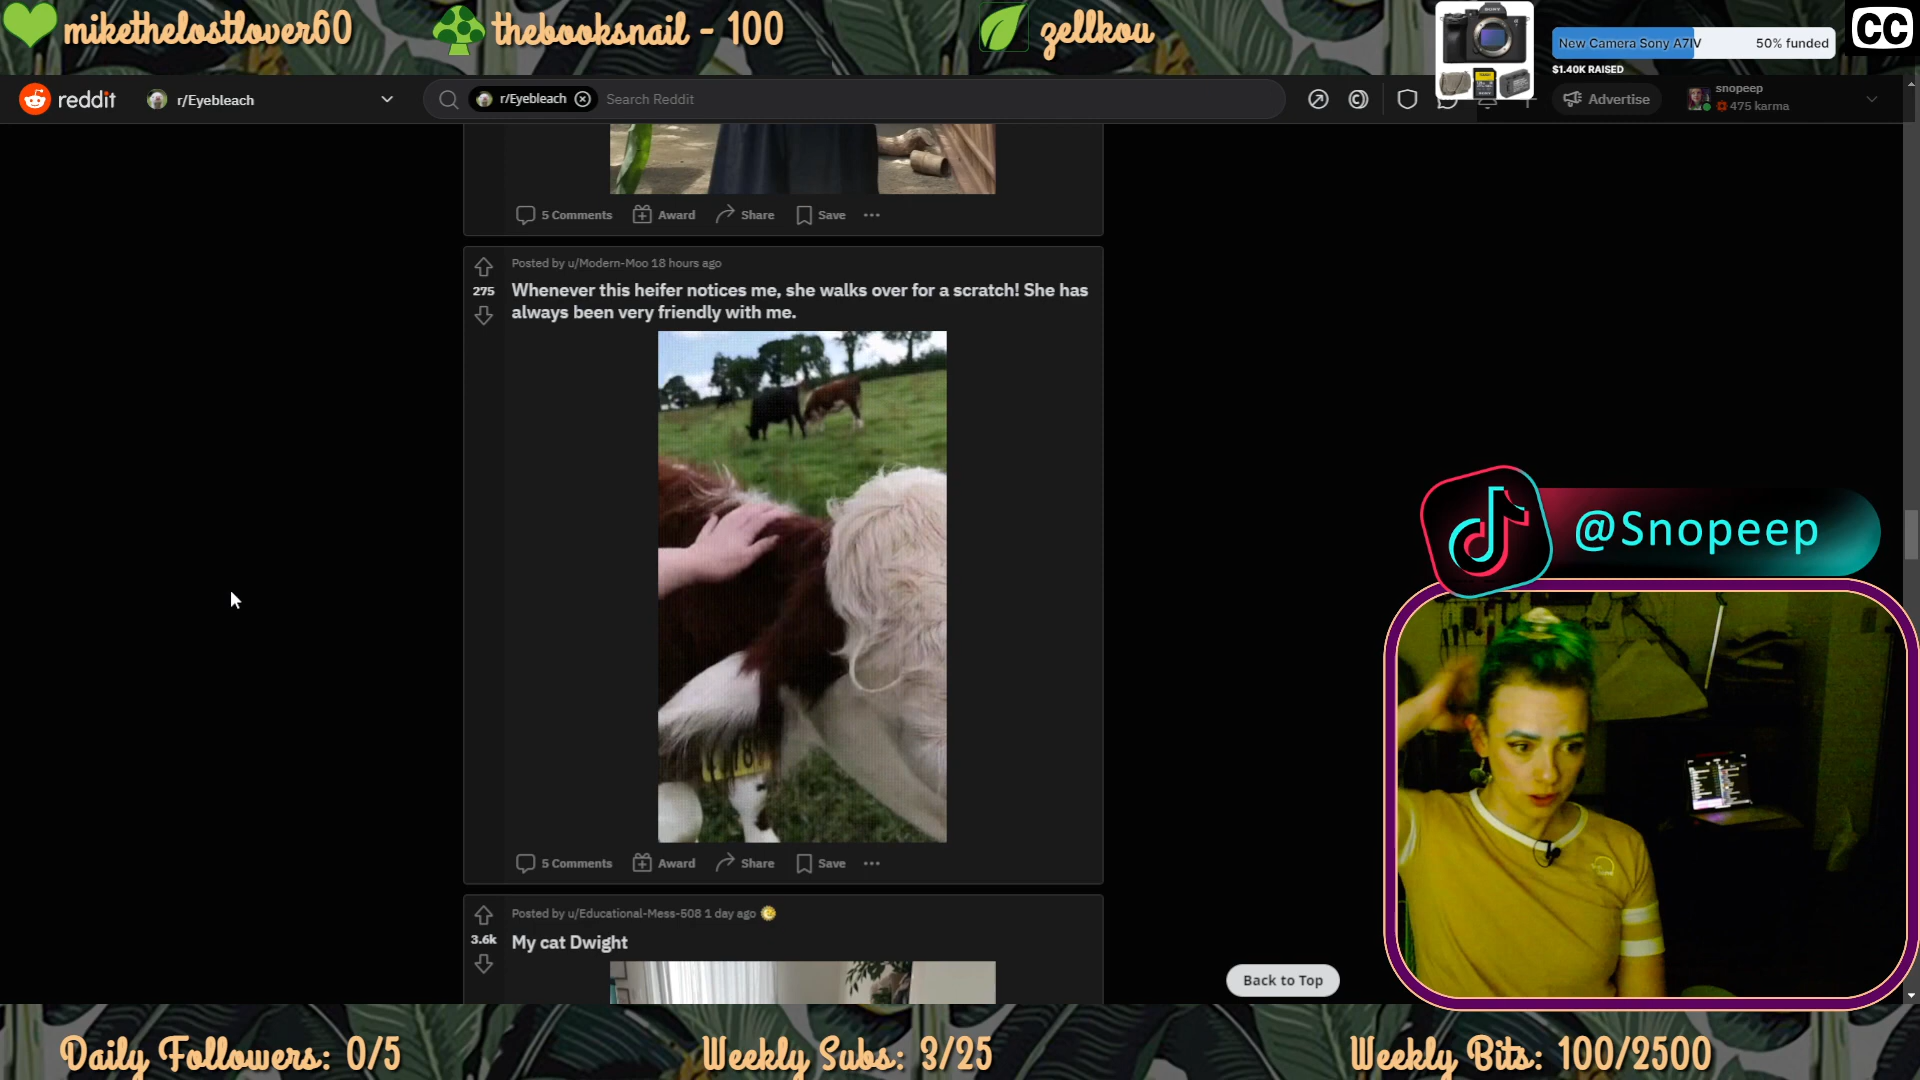 mikethelostlover60
thebooksnail - 100
zellkou
New Camera Sony A7IV
50% funded
$1.40K RAISED
CC
reddit
r/Eyebleach
r/Eyebleach
Search Reddit
Advertise
snopeep
475 karma
5 Comments
Award
Share
Save
Posted by u/Modern-Moo 18 hours ago
275
Whenever this heifer notices me, she walks over for a scratch! She has
always been very friendly with me.
@Snopeep
5 Comments
Award
Share
Save
Posted by u/Educational-Mess-508 1 day ago
3.6k
My cat Dwight
Back to Top
Daily Followers: 0/5
Weekly Subs: 3/25
Weekly Bits: 100/2500